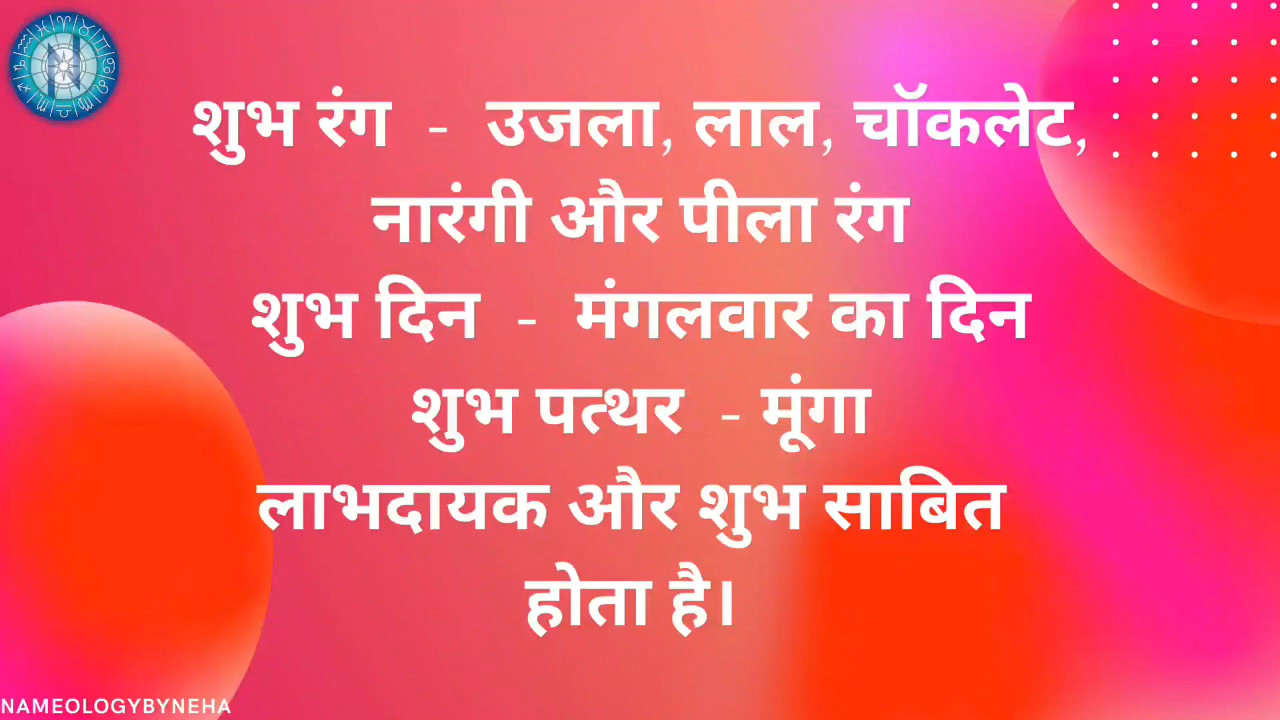 शुभ रंग - उजला, लाल, चॉकलेट,
नारंगी और पीला रंग
शुभ दिन - मंगलवार का दिन
शुभ पत्थर - मूंगा
लाभदायक और शुभ साबित
होता है।
NAMEOLOGYBYNEHA